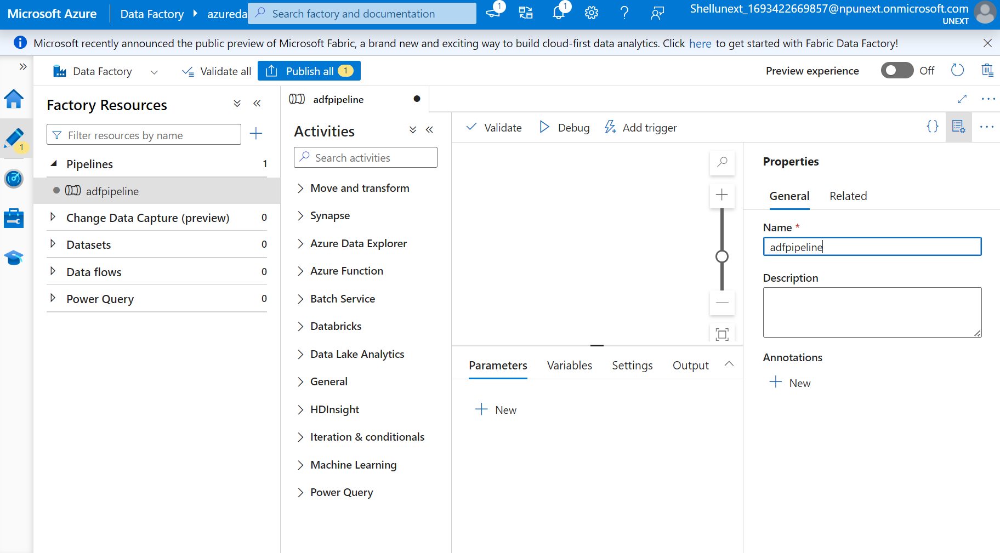 Microsoft Azure
Data Factory
azureda
Search factory and documentation
1
1
?
Shellunext_1693422669857@npunext.onmicrosoft.com
UNEXT
Microsoft recently announced the public preview of Microsoft Fabric, a brand new and exciting way to build cloud-first data analytics. Click here to get started with Fabric Data Factory!
Data Factory
Validate all
Publish all 1
Preview experience
Off
1
Factory Resources
Filter resources by name
Pipelines 1
adfpipeline
Change Data Capture (preview) 0
Datasets 0
Data flows 0
Power Query 0
adfpipeline
Activities
Search activities
Move and transform
Synapse
Azure Data Explorer
Azure Function
Batch Service
Databricks
Data Lake Analytics
General
HDInsight
Iteration & conditionals
Machine Learning
Power Query
Validate
Debug
Add trigger
{}
Parameters
Variables
Settings
Output
New
Properties
General
Related
Name *
adfpipeline
Description
Annotations
New